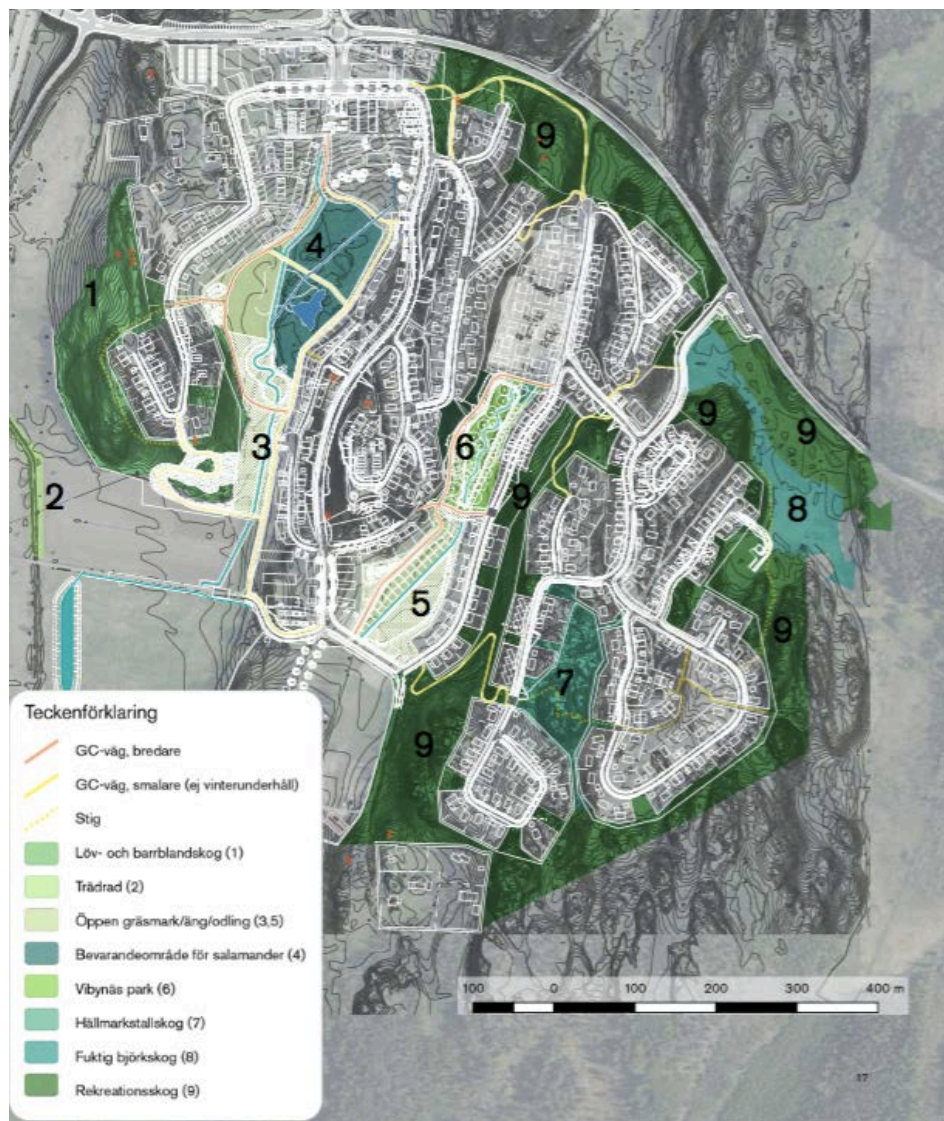 9
4
1
9
3
6
9
9
2
9
8
5
9
7
9
Teckenförklaring
GC-väg, bredare
GC-väg, smalare (ej vinterunderhåll)
Stig
Löv- och barrblandskog (1)
Trädrad (2)
Öppen gräsmark/äng/odling (3,5)
Bevarandeområde för salamander (4)
Vibynäs park (6)
Hällmarkstallskog (7)
Fuktig björkskog (8)
Rekreationsskog (9)
100 0 100 200 300 400 m
17